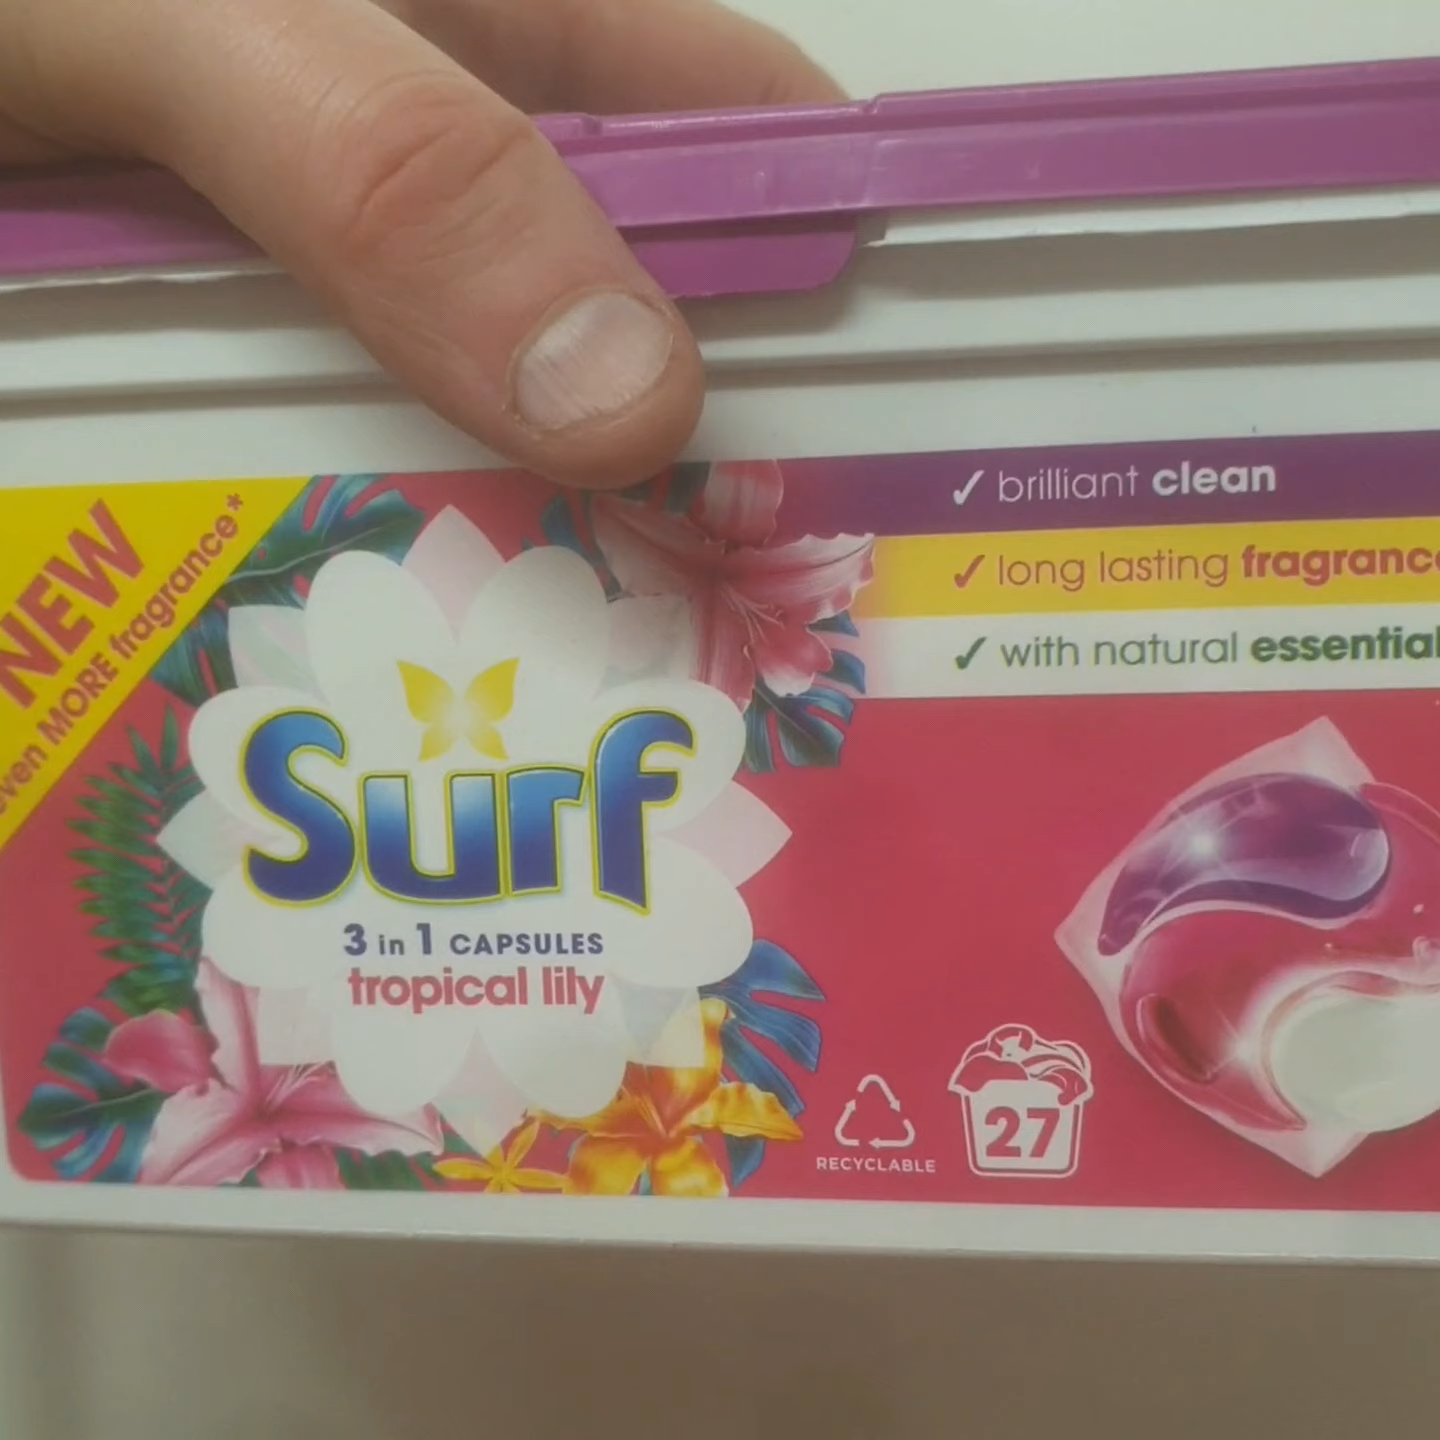 NEW
even MORE fragrance*
✓ brilliant clean
✓ long lasting fragrance
✓ with natural essential
Surf
3 in 1 CAPSULES
tropical lily
RECYCLABLE
27